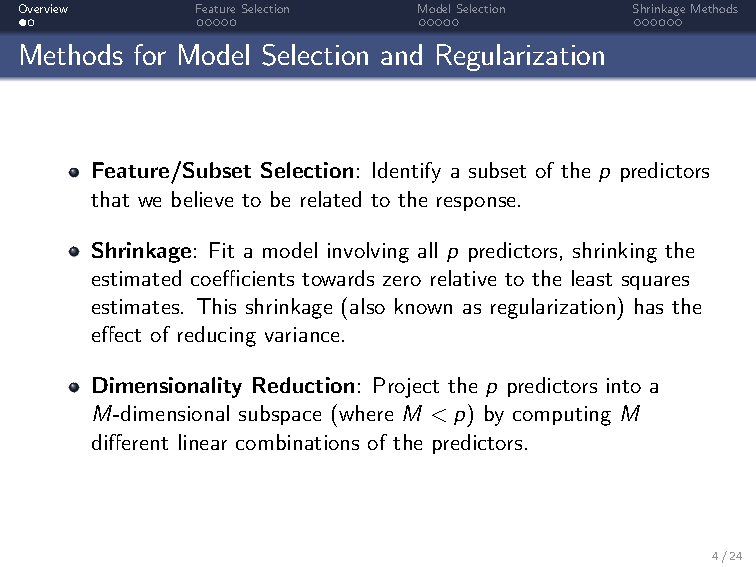 Overview Feature Selection Model Selection Shrinkage Methods
Methods for Model Selection and Regularization
Feature/Subset Selection: Identify a subset of the p predictors
that we believe to be related to the response.
Shrinkage: Fit a model involving all p predictors, shrinking the
estimated coefficients towards zero relative to the least squares
estimates. This shrinkage (also known as regularization) has the
effect of reducing variance.
Dimensionality Reduction: Project the p predictors into a
M-dimensional subspace (where M < p) by computing M
different linear combinations of the predictors.
4 / 24